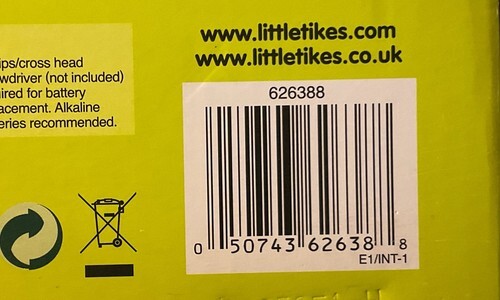 www.littletikes.com
www.littletikes.co.uk
ips/cross head
wdriver (not included)
ired for battery
acement. Alkaline
eries recommended.
626388
0 50743 62638 8
E1/INT-1